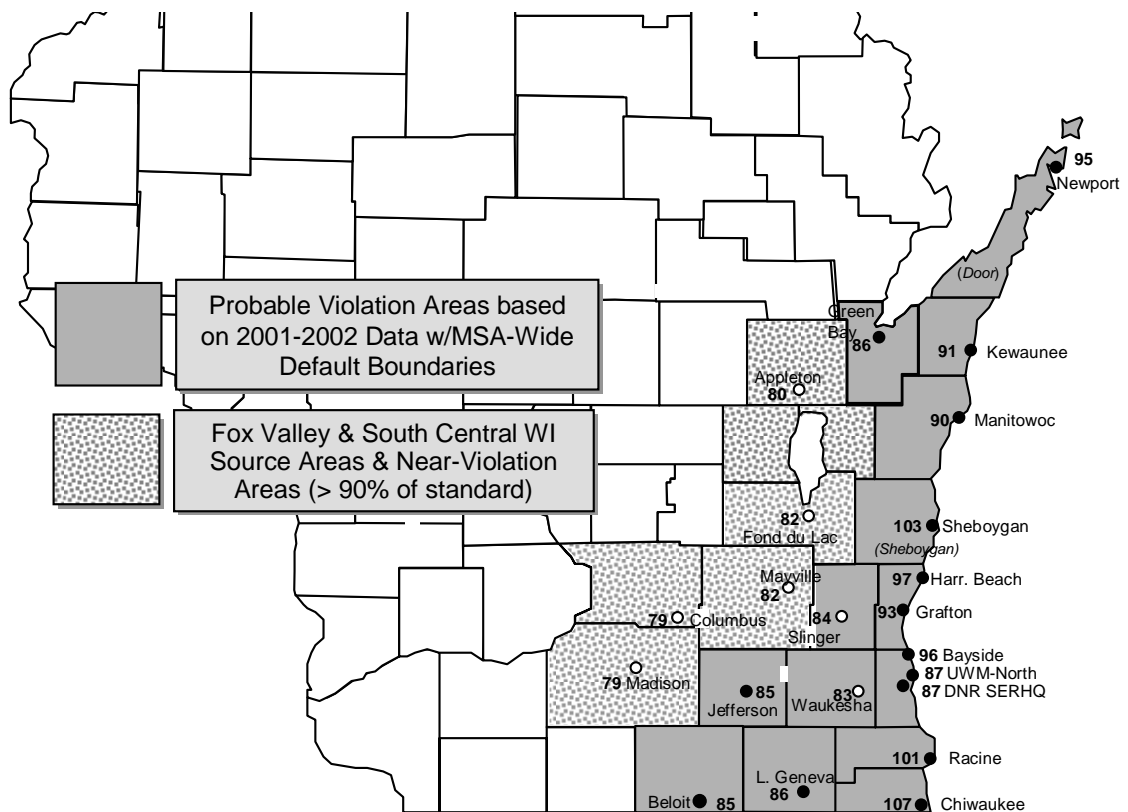 95
Newport
(Door)
Probable Violation Areas based
on 2001-2002 Data w/MSA-Wide
Default Boundaries
Green
Bay
86
91 Kewaunee
Appleton
80
90 Manitowoc
Fox Valley & South Central WI
Source Areas & Near-Violation
Areas (> 90% of standard)
82
Fond du Lac
103 Sheboygan
(Sheboygan)
Mayville
82
97 Harr. Beach
79 Columbus
84
Slinger
93 Grafton
96 Bayside
87 UWM-North
87 DNR SERHQ
79 Madison
85
Jefferson
83
Waukesha
101 Racine
L. Geneva
86
Beloit 85
107 Chiwaukee